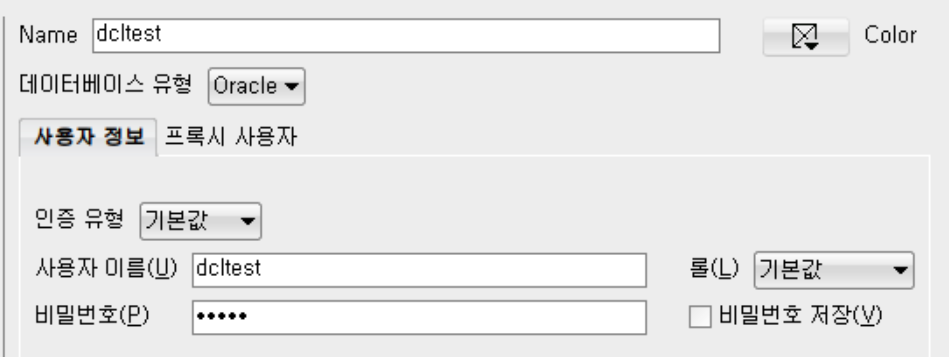 Name dcltest Color
데이터베이스 유형 Oracle
사용자 정보 프록시 사용자
인증 유형 기본값
사용자 이름(U) dcltest 롤(L) 기본값
비밀번호(P) ••••• 비밀번호 저장(V)